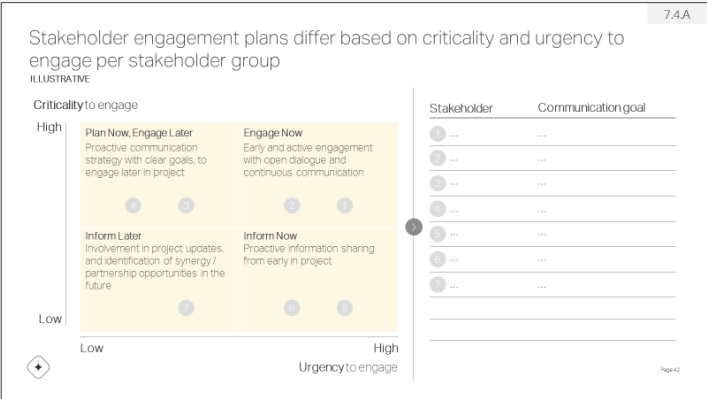 7.4.A
Stakeholder engagement plans differ based on criticality and urgency to
engage per stakeholder group
ILLUSTRATIVE
Criticality to engage
High
Plan Now, Engage Later
Proactive communication
strategy with clear goals, to
engage later in project
4
3
Engage Now
Early and active engagement
with open dialogue and
continuous communication
2
1
Inform Later
Involvement in project updates,
and identification of synergy /
partnership opportunities in the
future
7
Inform Now
Proactive information sharing
from early in project
6
5
Low
Low
High
Urgency to engage
Stakeholder Communication goal
1 ... ...
2 ... ...
3 ... ...
4 ... ...
5 ... ...
6 ... ...
7 ... ...
Page 42